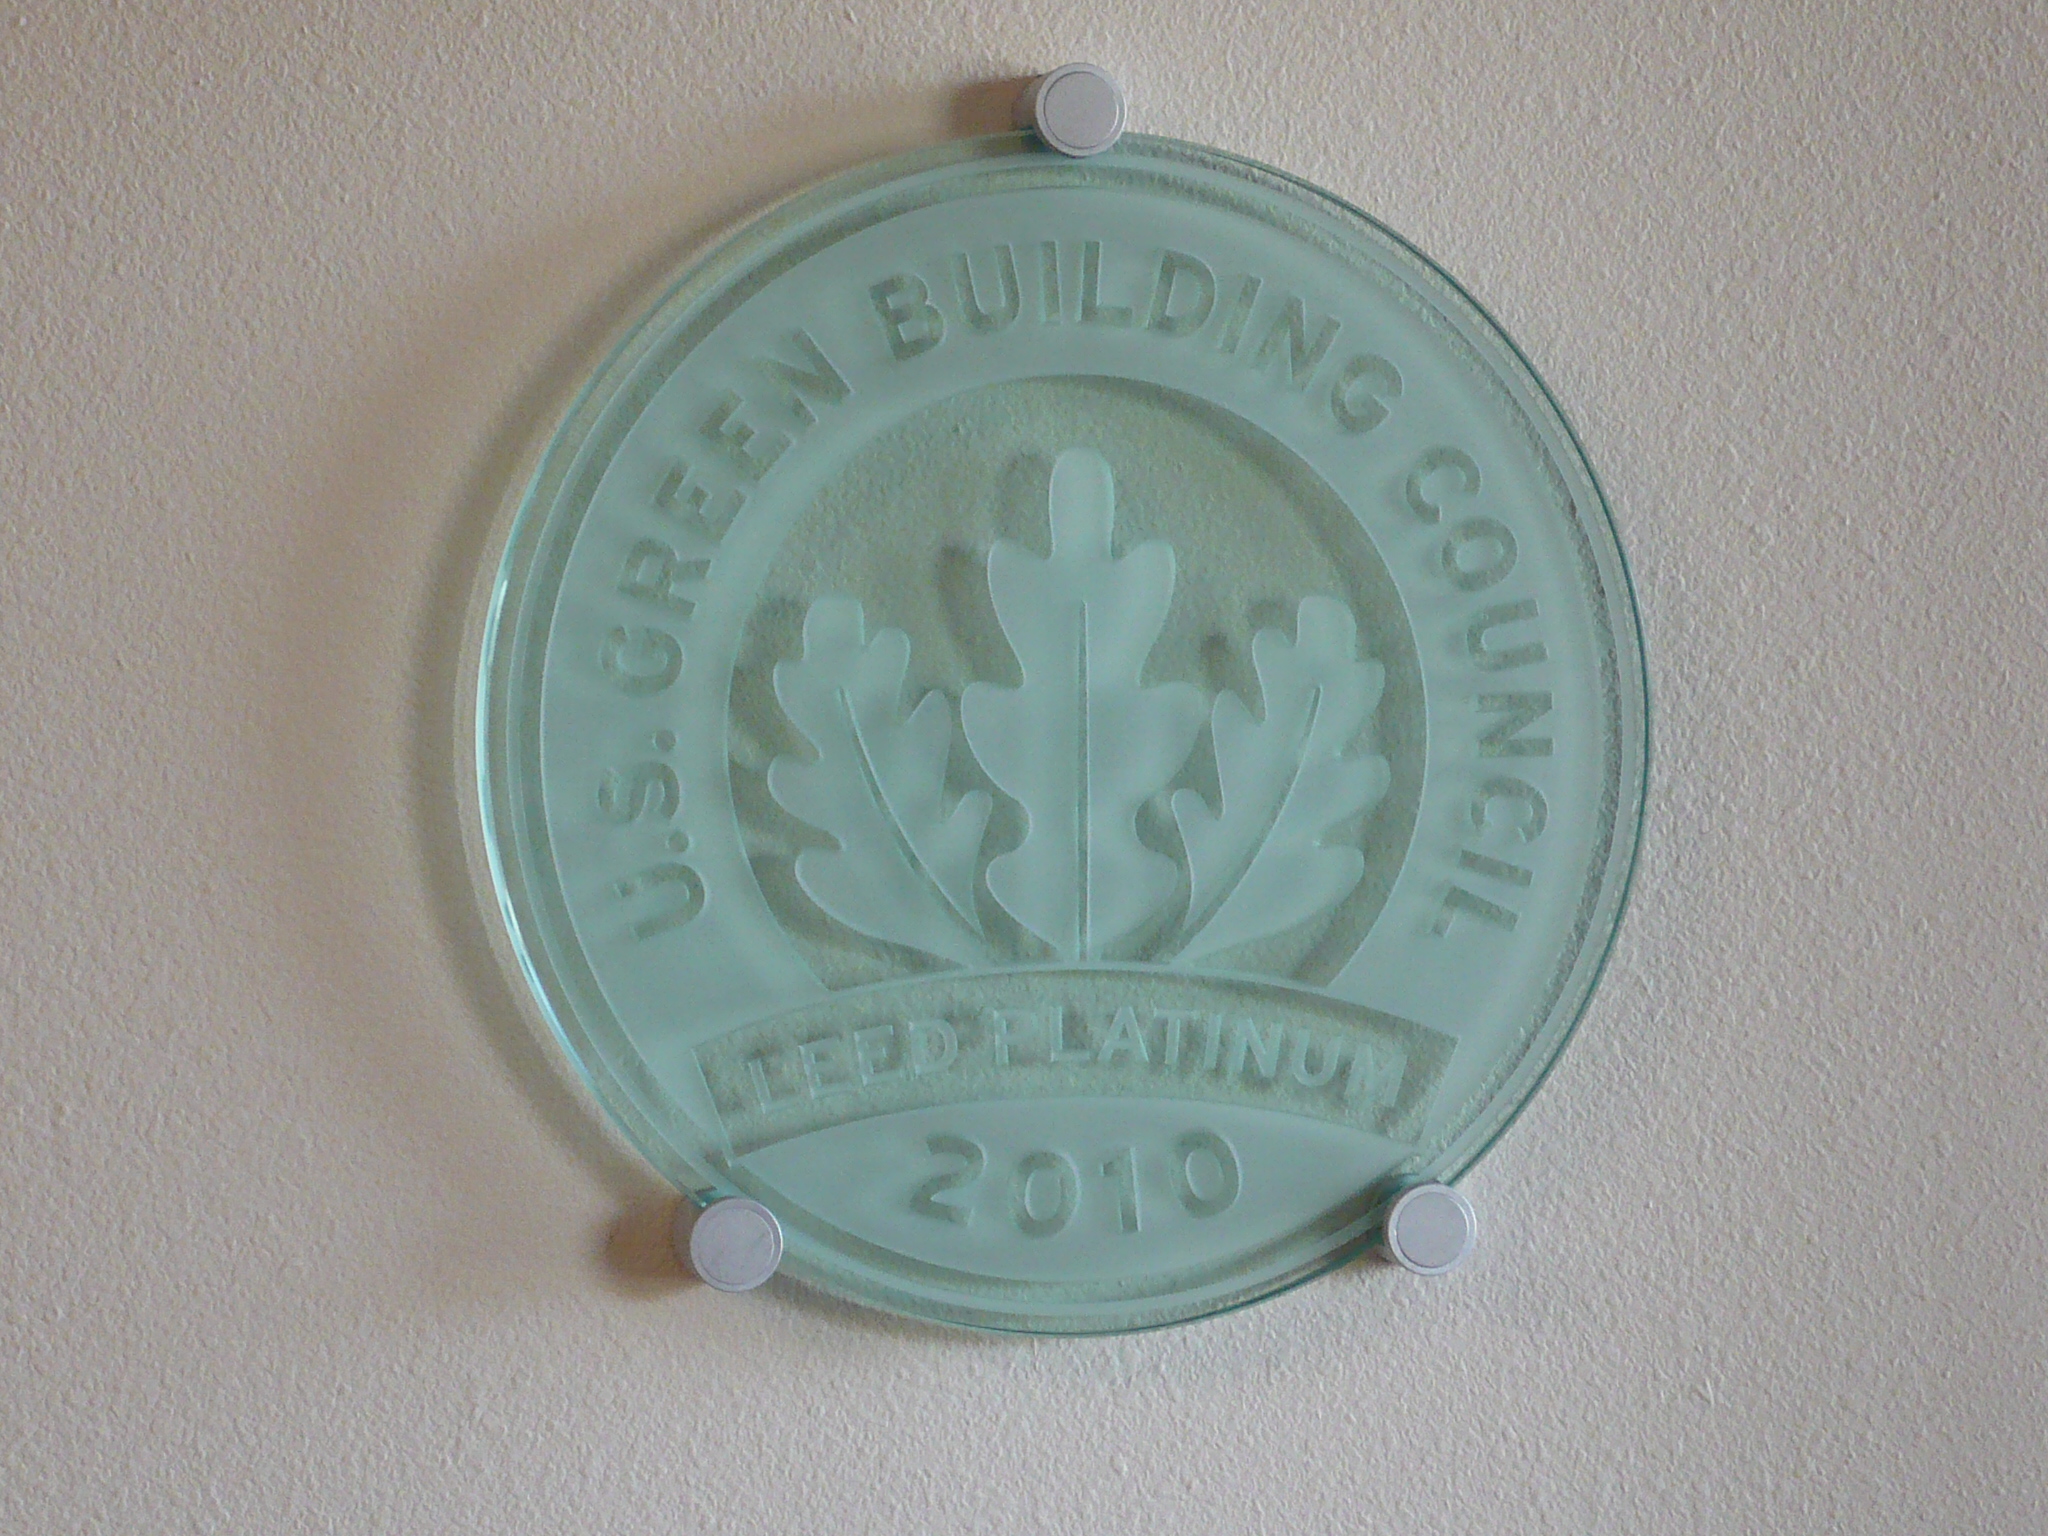 U.S. GREEN BUILDING COUNCIL
LEED PLATINUM
2010